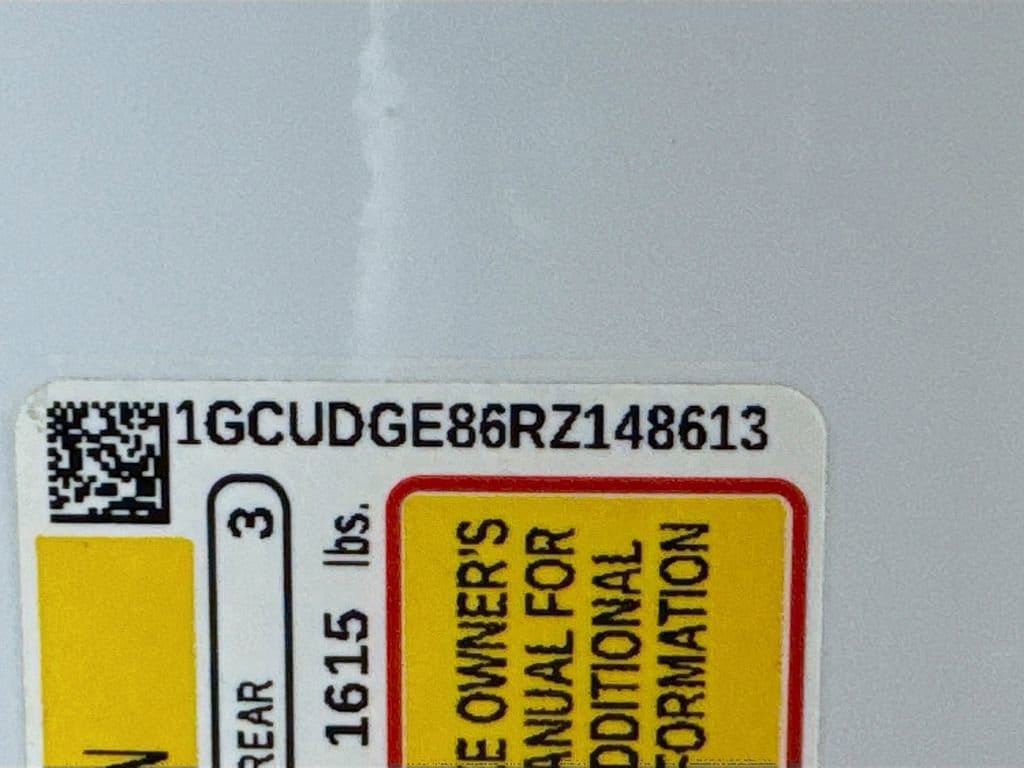 1GCUDGE86RZ148613
REAR 3
1615 lbs.
E OWNER'S
ANUAL FOR
DDITIONAL
FORMATION
N